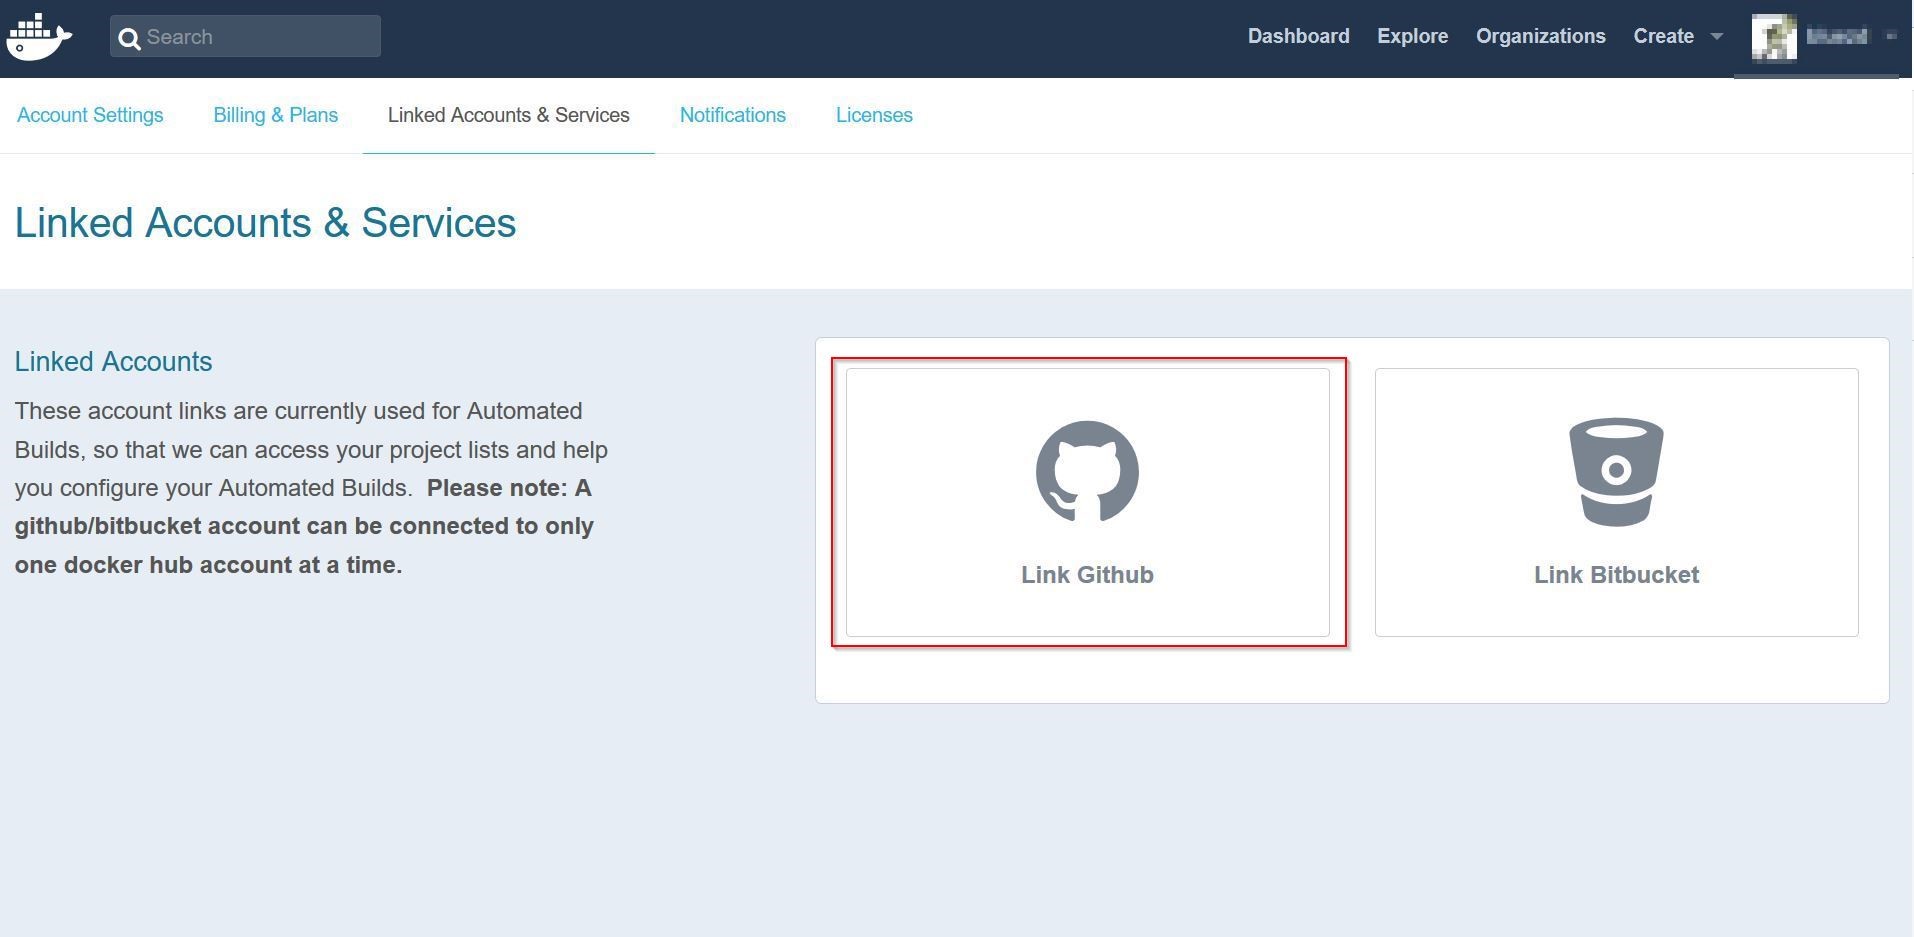 Search
Dashboard Explore Organizations Create
Account Settings Billing & Plans Linked Accounts & Services Notifications Licenses
Linked Accounts & Services
Linked Accounts
These account links are currently used for Automated
Builds, so that we can access your project lists and help
you configure your Automated Builds. Please note: A
github/bitbucket account can be connected to only
one docker hub account at a time.
Link Github
Link Bitbucket